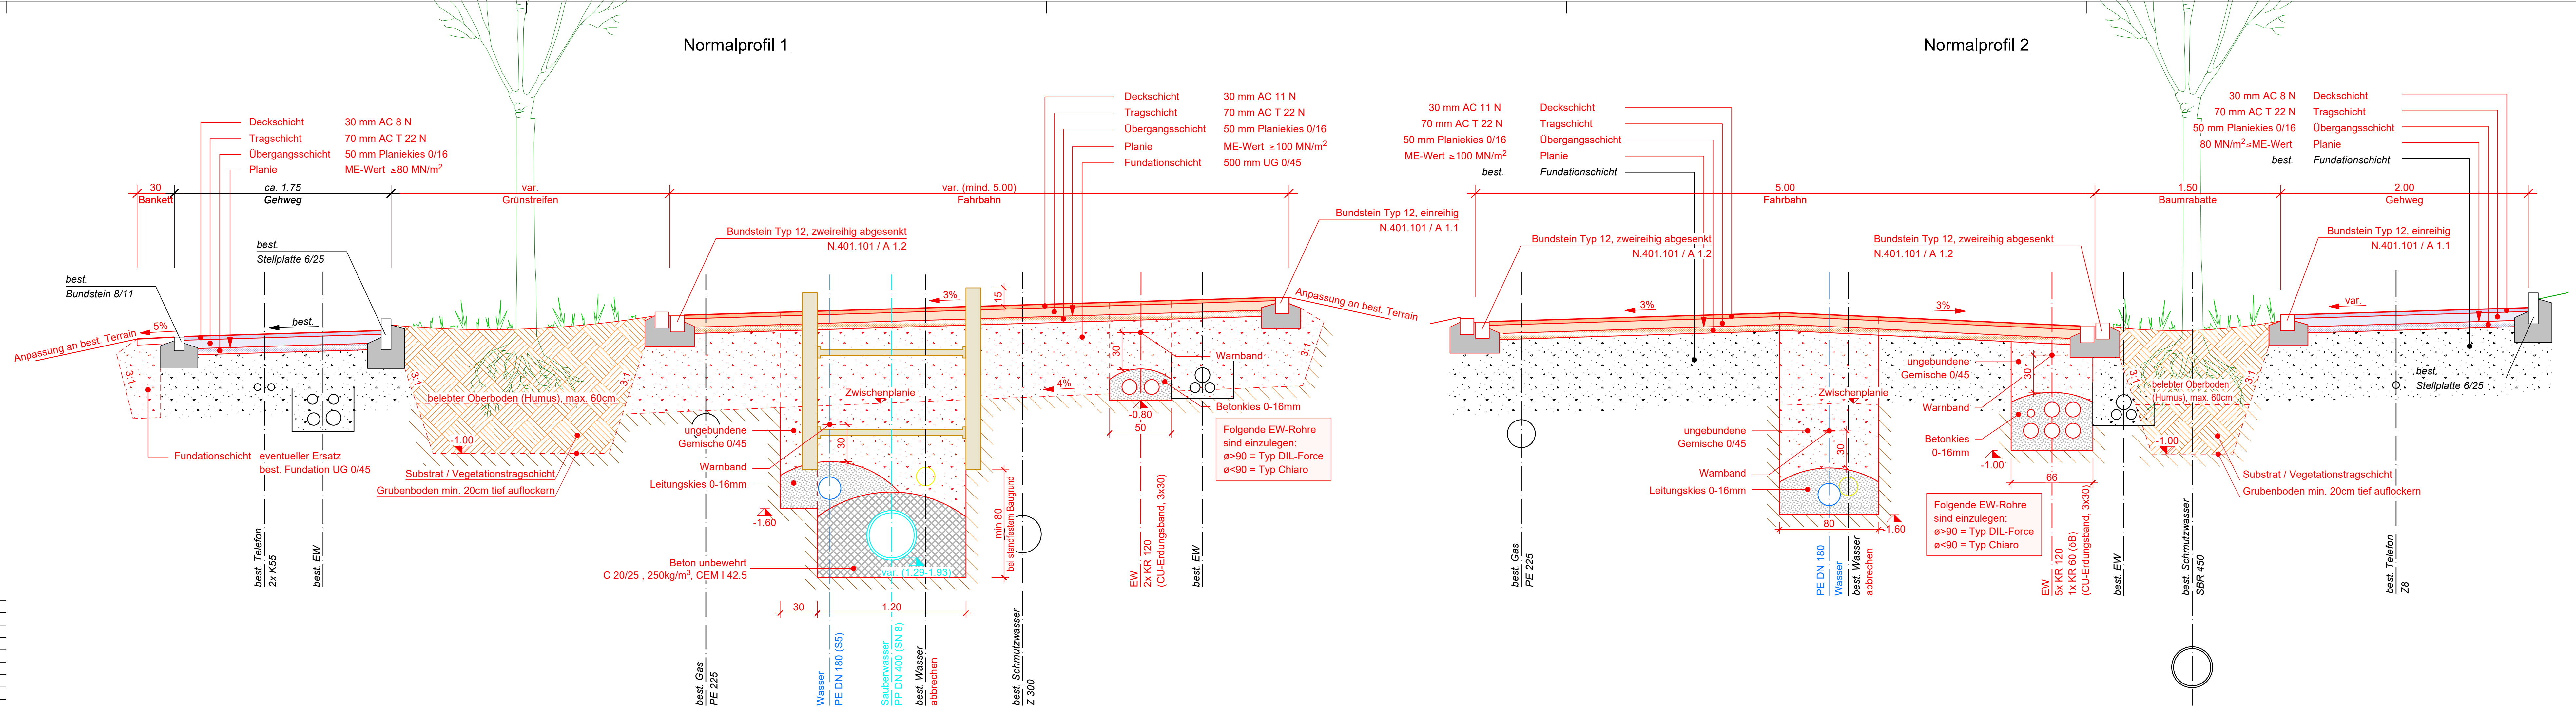 Normalprofil 1
Deckschicht 30 mm AC 8 N
Tragschicht 70 mm AC T 22 N
Übergangsschicht 50 mm Planiekies 0/16
Planie ME-Wert ≥80 MN/m²
Deckschicht 30 mm AC 11 N
Tragschicht 70 mm AC T 22 N
Übergangsschicht 50 mm Planiekies 0/16
Planie ME-Wert ≥100 MN/m²
Fundationschicht 500 mm UG 0/45
30
Bankett
ca. 1.75
Gehweg
var.
Grünstreifen
var. (mind. 5.00)
Fahrbahn
Bundstein Typ 12, zweireihig abgesenkt
N.401.101 / A 1.2
Bundstein Typ 12, einreihig
N.401.101 / A 1.1
best.
Stellplatte 6/25
best.
Bundstein 8/11
Anpassung an best. Terrain
5%
best.
3%
15
Anpassung an best. Terrain
3:1
3:1
3:1
3:1
belebter Oberboden (Humus), max. 60cm
-1.00
Fundationschicht eventueller Ersatz
best. Fundation UG 0/45
Substrat / Vegetationstragschicht
Grubenboden min. 20cm tief auflockern
Zwischenplanie
4%
30
Warnband
Betonkies 0-16mm
-0.80
50
Folgende EW-Rohre
sind einzulegen:
ø>90 = Typ DIL-Force
ø<90 = Typ Chiaro
ungebundene
Gemische 0/45
30
Warnband
Leitungskies 0-16mm
-1.60
min 80
bei standfestem Baugrund
Beton unbewehrt
C 20/25 , 250kg/m³, CEM I 42.5
var. (1.29-1.93)
30
1.20
best. Telefon
2x K55
best. EW
best. Gas
PE 225
Wasser
PE DN 180 (S5)
Sauberwasser
PP DN 400 (SN 8)
best. Wasser
abbrechen
best. Schmutzwasser
Z 300
EW
2x KR 120
(CU-Erdungsband, 3x30)
best. EW
Normalprofil 2
30 mm AC 11 N Deckschicht
70 mm AC T 22 N Tragschicht
50 mm Planiekies 0/16 Übergangsschicht
ME-Wert ≥100 MN/m² Planie
best. Fundationschicht
30 mm AC 8 N Deckschicht
70 mm AC T 22 N Tragschicht
50 mm Planiekies 0/16 Übergangsschicht
80 MN/m²≤ME-Wert Planie
best. Fundationschicht
5.00
Fahrbahn
1.50
Baumrabatte
2.00
Gehweg
Bundstein Typ 12, zweireihig abgesenkt
N.401.101 / A 1.2
Bundstein Typ 12, zweireihig abgesenkt
N.401.101 / A 1.2
Bundstein Typ 12, einreihig
N.401.101 / A 1.1
3%
3%
var.
ungebundene
Gemische 0/45
30
Warnband
Betonkies
0-16mm
-1.00
66
3:1
3:1
belebter Oberboden
(Humus), max. 60cm
-1.00
best.
Stellplatte 6/25
Substrat / Vegetationstragschicht
Grubenboden min. 20cm tief auflockern
Zwischenplanie
ungebundene
Gemische 0/45
30
Warnband
Leitungskies 0-16mm
80
-1.60
Folgende EW-Rohre
sind einzulegen:
ø>90 = Typ DIL-Force
ø<90 = Typ Chiaro
best. Gas
PE 225
PE DN 180
Wasser
best. Wasser
abbrechen
EW
5x KR 120
1x KR 60 (öB)
(CU-Erdungsband, 3x30)
best. EW
best. Schmutzwasser
SBR 450
best. Telefon
Z8